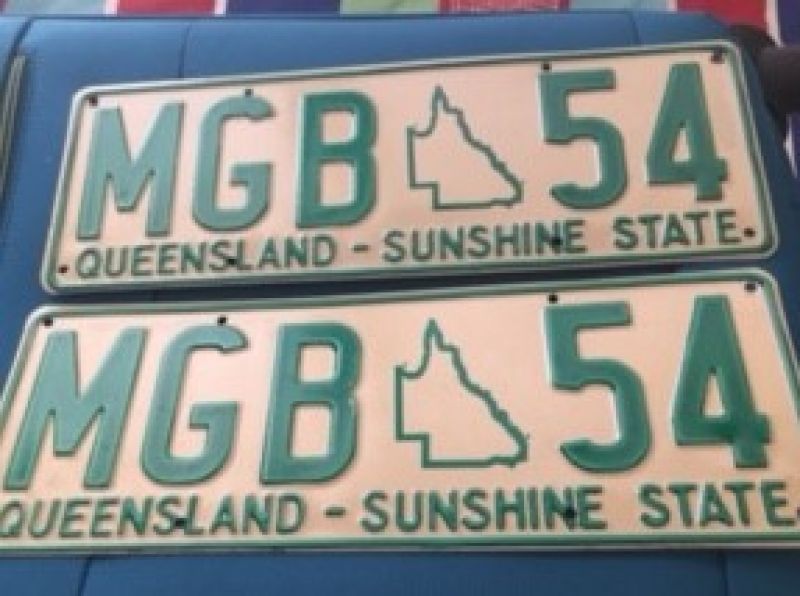 MGB 54
QUEENSLAND - SUNSHINE STATE
MGB 54
QUEENSLAND - SUNSHINE STATE